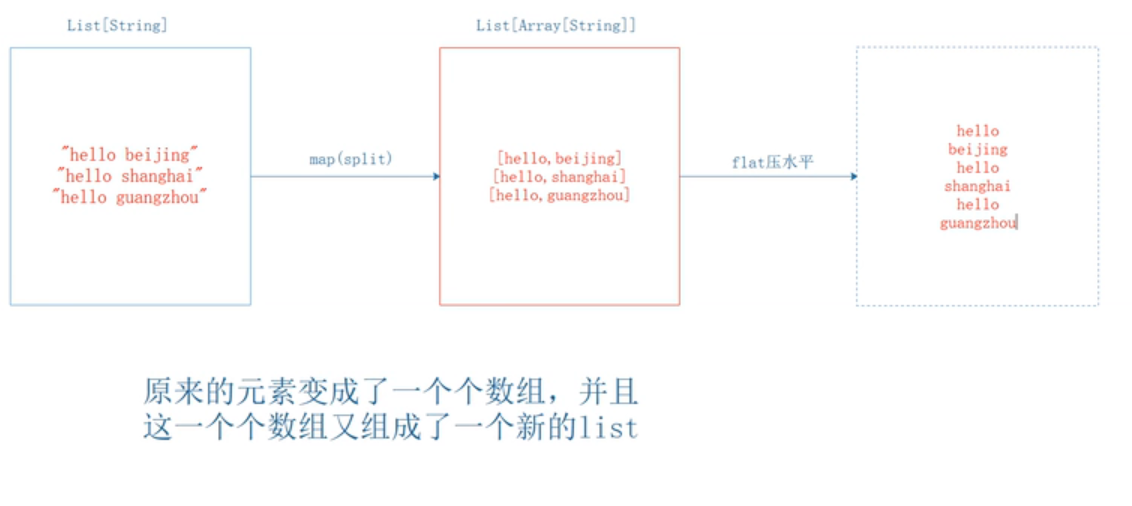 List[String]
List[Array[String]]
"hello beijing"
"hello shanghai"
"hello guangzhou"
map(split)
[hello,beijing]
[hello,shanghai]
[hello,guangzhou]
flat压水平
hello
beijing
hello
shanghai
hello
guangzhou
原来的元素变成了一个个数组，并且
这一个个数组又组成了一个新的list